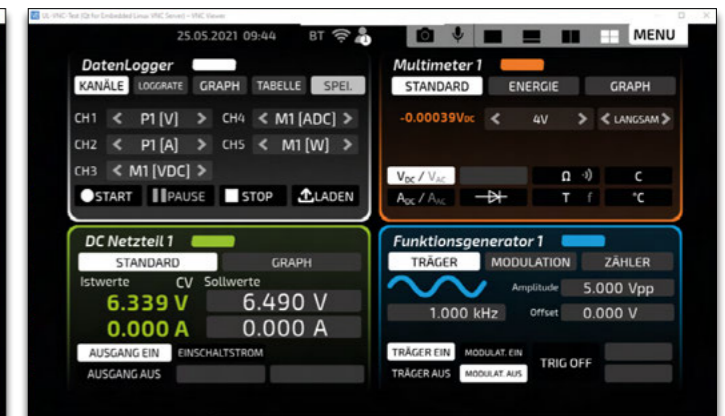 UL-VNC-Test (Qt for Embedded Linux VNC Server) - VNC Viewer
25.05.2021 09:44 BT MENU
DatenLogger
KANÄLE LOGGRATE GRAPH TABELLE SPEI.
CH1 < P1 [V] > CH4 < M1 [ADC] >
CH2 < P1 [A] > CH5 < M1 [W] >
CH3 < M1 [VDC] >
START PAUSE STOP LADEN
Multimeter 1
STANDARD ENERGIE GRAPH
-0.00039VDC < 4V > < LANGSAM >
VDC / VAC Ω C
ADC / AAC T f °C
DC Netzteil 1
STANDARD GRAPH
Istwerte CV Sollwerte
6.339 V 6.490 V
0.000 A 0.000 A
AUSGANG EIN EINSCHALTSTROM
AUSGANG AUS
Funktionsgenerator 1
TRÄGER MODULATION ZÄHLER
Amplitude 5.000 Vpp
1.000 kHz Offset 0.000 V
TRÄGER EIN MODULAT. EIN TRIG OFF
TRÄGER AUS MODULAT. AUS